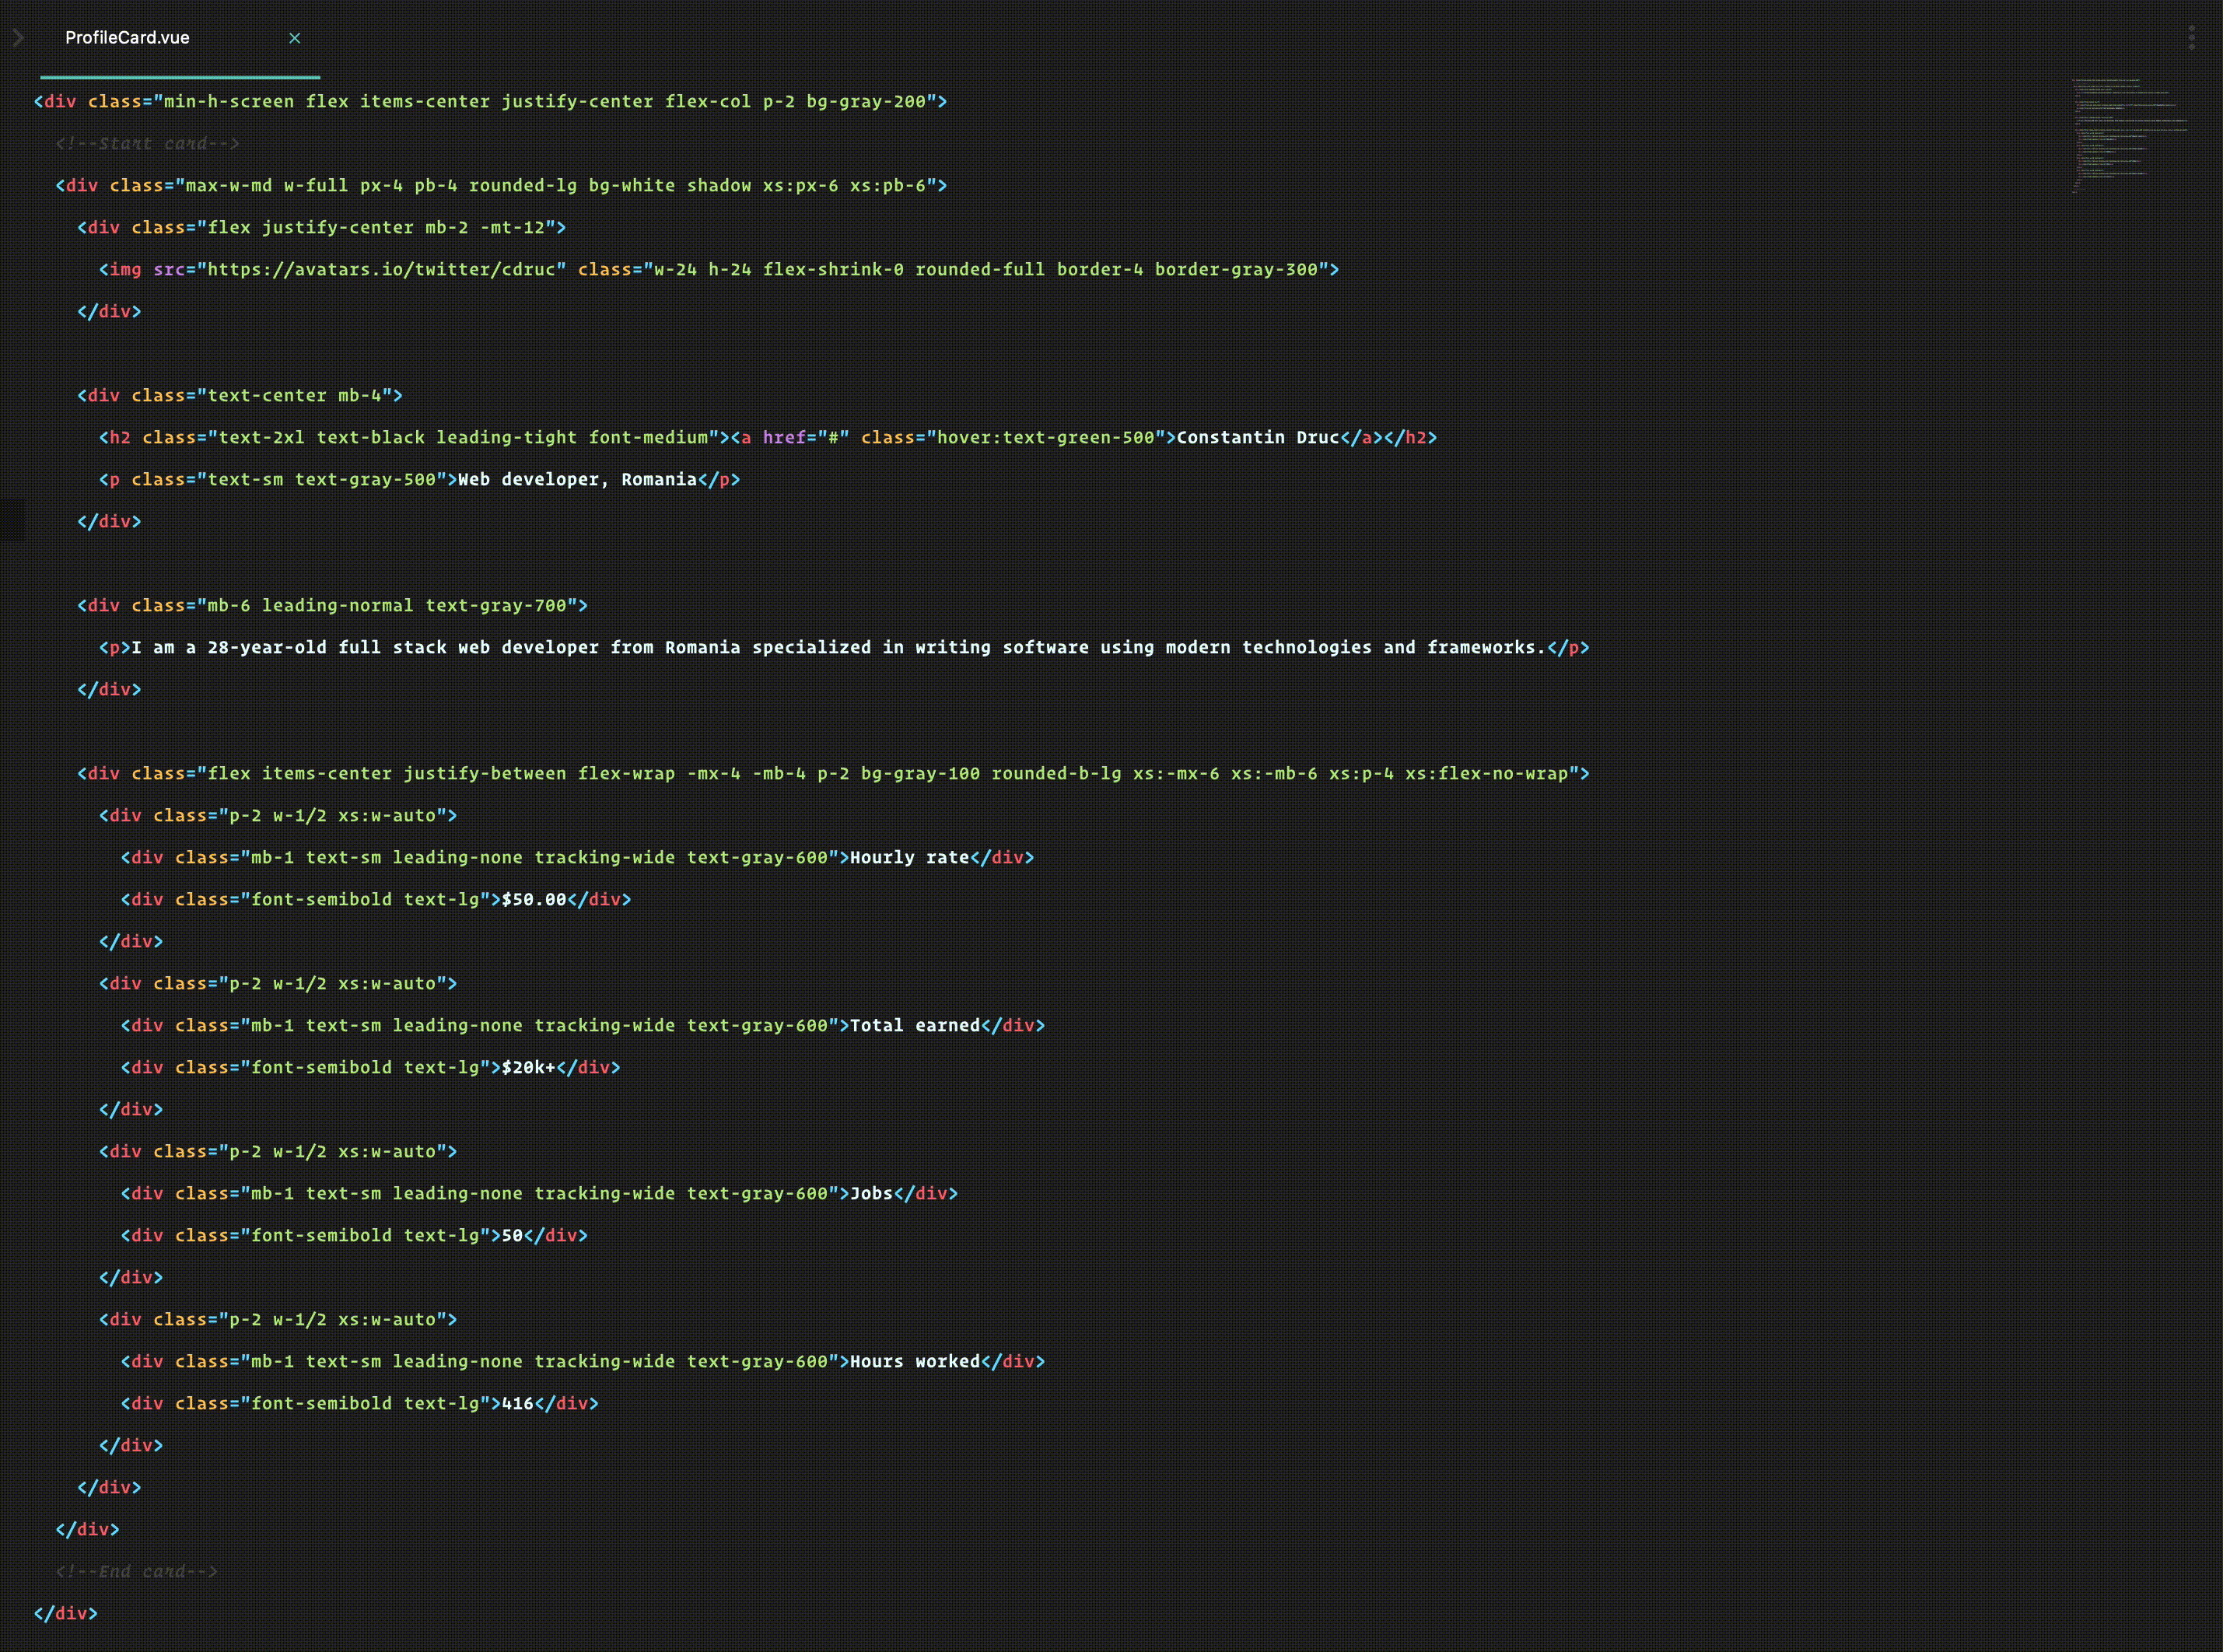 ProfileCard.vue
<div class="min-h-screen flex items-center justify-center flex-col p-2 bg-gray-200">
<!--Start card-->
<div class="max-w-md w-full px-4 pb-4 rounded-lg bg-white shadow xs:px-6 xs:pb-6">
<div class="flex justify-center mb-2 -mt-12">
<img src="https://avatars.io/twitter/cdruc" class="w-24 h-24 flex-shrink-0 rounded-full border-4 border-gray-300">
</div>
<div class="text-center mb-4">
<h2 class="text-2xl text-black leading-tight font-medium"><a href="#" class="hover:text-green-500">Constantin Druc</a></h2>
<p class="text-sm text-gray-500">Web developer, Romania</p>
</div>
<div class="mb-6 leading-normal text-gray-700">
<p>I am a 28-year-old full stack web developer from Romania specialized in writing software using modern technologies and frameworks.</p>
</div>
<div class="flex items-center justify-between flex-wrap -mx-4 -mb-4 p-2 bg-gray-100 rounded-b-lg xs:-mx-6 xs:-mb-6 xs:p-4 xs:flex-no-wrap">
<div class="p-2 w-1/2 xs:w-auto">
<div class="mb-1 text-sm leading-none tracking-wide text-gray-600">Hourly rate</div>
<div class="font-semibold text-lg">$50.00</div>
</div>
<div class="p-2 w-1/2 xs:w-auto">
<div class="mb-1 text-sm leading-none tracking-wide text-gray-600">Total earned</div>
<div class="font-semibold text-lg">$20k+</div>
</div>
<div class="p-2 w-1/2 xs:w-auto">
<div class="mb-1 text-sm leading-none tracking-wide text-gray-600">Jobs</div>
<div class="font-semibold text-lg">50</div>
</div>
<div class="p-2 w-1/2 xs:w-auto">
<div class="mb-1 text-sm leading-none tracking-wide text-gray-600">Hours worked</div>
<div class="font-semibold text-lg">416</div>
</div>
</div>
</div>
<!--End card-->
</div>